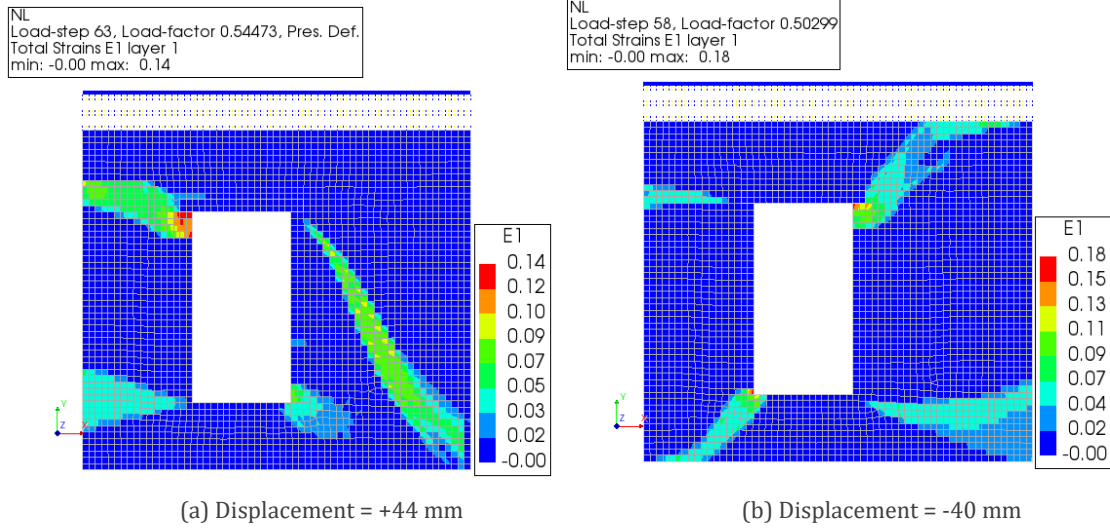 NL
Load-step 63, Load-factor 0.54473, Pres. Def.
Total Strains E1 layer 1
min: -0.00 max: 0.14
E1
0.14
0.12
0.10
0.09
0.07
0.05
0.03
0.02
-0.00
Y
Z
X
(a) Displacement = +44 mm
NL
Load-step 58, Load-factor 0.50299
Total Strains E1 layer 1
min: -0.00 max: 0.18
E1
0.18
0.15
0.13
0.11
0.09
0.07
0.04
0.02
-0.00
Y
Z
X
(b) Displacement = -40 mm